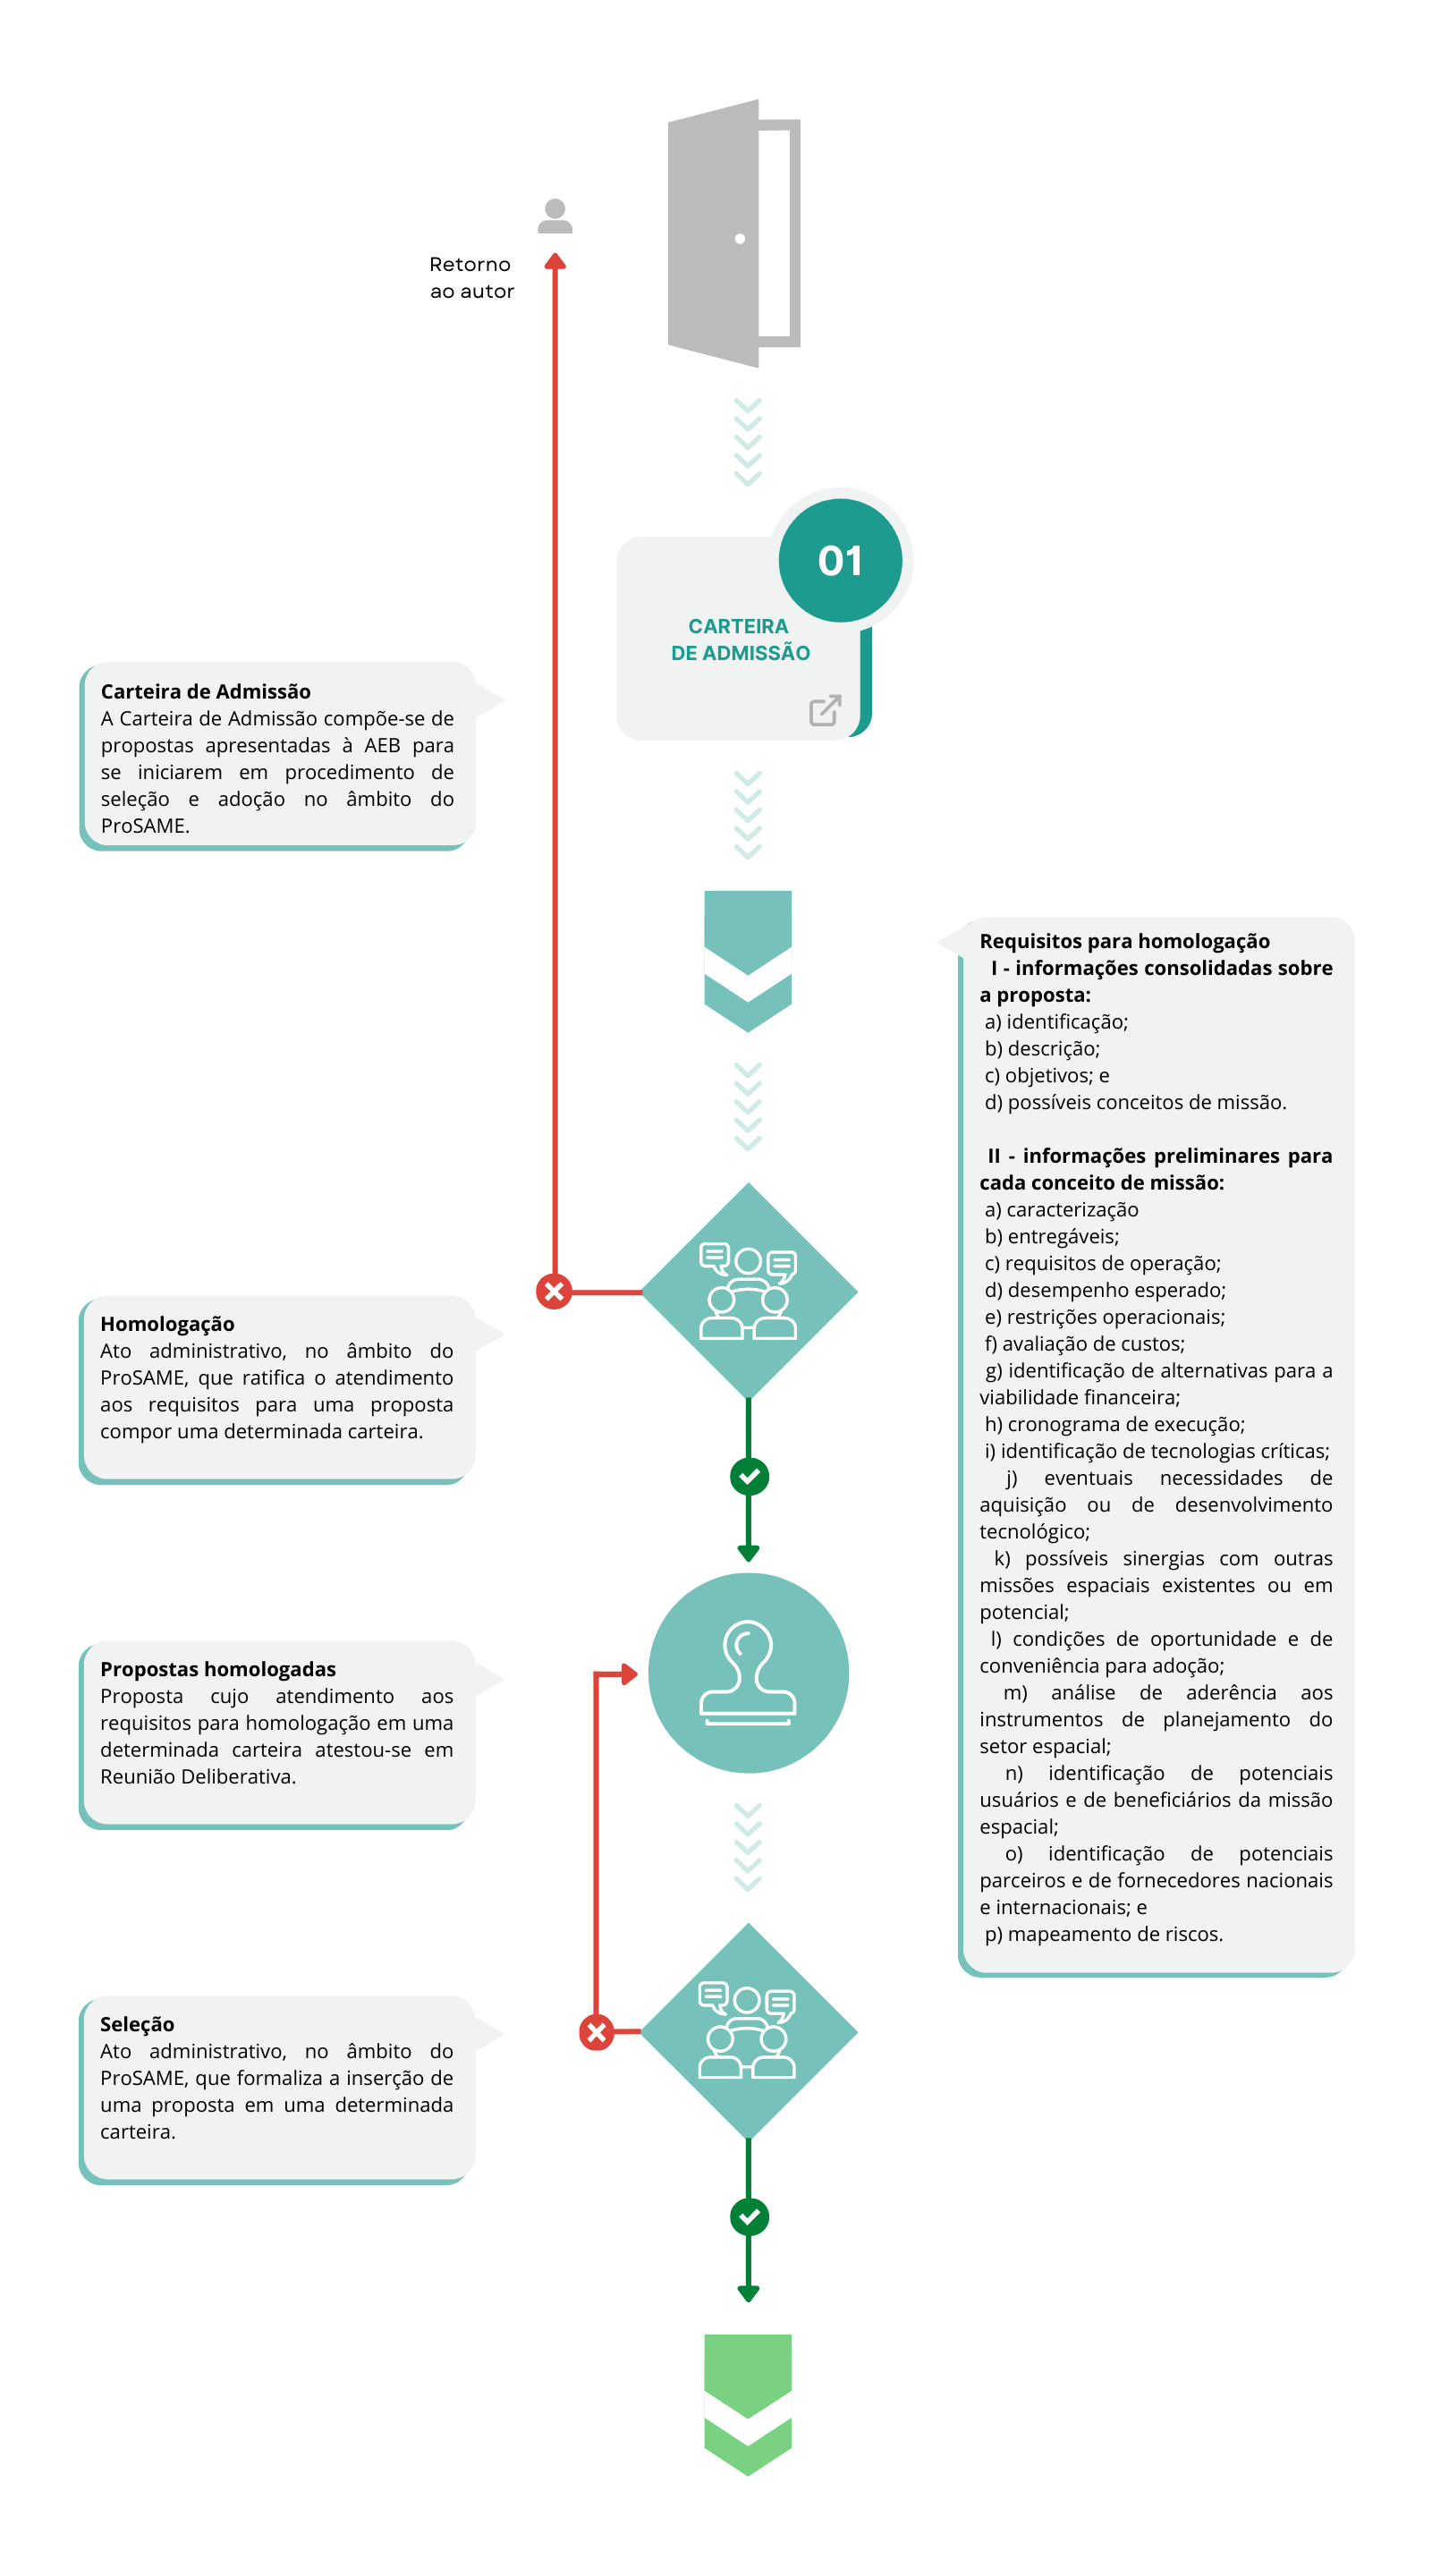 Retorno
ao autor
01
CARTEIRA
DE ADMISSÃO
Carteira de Admissão
A Carteira de Admissão compõe-se de
propostas apresentadas à AEB para
se iniciarem em procedimento de
seleção e adoção no âmbito do
ProSAME.
Requisitos para homologação
I - informações consolidadas sobre
a proposta:
a) identificação;
b) descrição;
c) objetivos; e
d) possíveis conceitos de missão.
II - informações preliminares para
cada conceito de missão:
a) caracterização
b) entregáveis;
c) requisitos de operação;
d) desempenho esperado;
e) restrições operacionais;
f) avaliação de custos;
g) identificação de alternativas para a
viabilidade financeira;
h) cronograma de execução;
i) identificação de tecnologias críticas;
j) eventuais necessidades de
aquisição ou de desenvolvimento
tecnológico;
k) possíveis sinergias com outras
missões espaciais existentes ou em
potencial;
l) condições de oportunidade e de
conveniência para adoção;
m) análise de aderência aos
instrumentos de planejamento do
setor espacial;
n) identificação de potenciais
usuários e de beneficiários da missão
espacial;
o) identificação de potenciais
parceiros e de fornecedores nacionais
e internacionais; e
p) mapeamento de riscos.
Homologação
Ato administrativo, no âmbito do
ProSAME, que ratifica o atendimento
aos requisitos para uma proposta
compor uma determinada carteira.
Propostas homologadas
Proposta cujo atendimento aos
requisitos para homologação em uma
determinada carteira atestou-se em
Reunião Deliberativa.
Seleção
Ato administrativo, no âmbito do
ProSAME, que formaliza a inserção de
uma proposta em uma determinada
carteira.